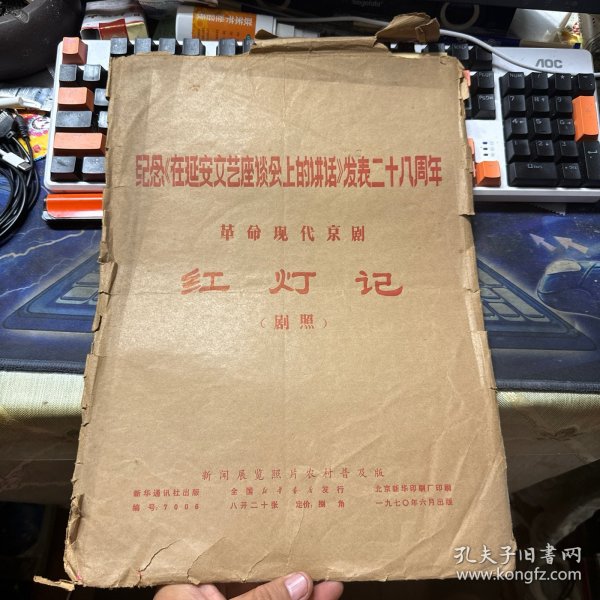 AOC
纪念《在延安文艺座谈会上的讲话》发表二十八周年
革命现代京剧
红灯记
（剧照）
新闻展览照片农村普及版
新华通讯社出版 全国新华书店发行 北京新华印刷厂印刷
编号：7006 八开二十张 定价：捌角 一九七〇年六月出版
孔夫子旧书网
www.kongfz.com